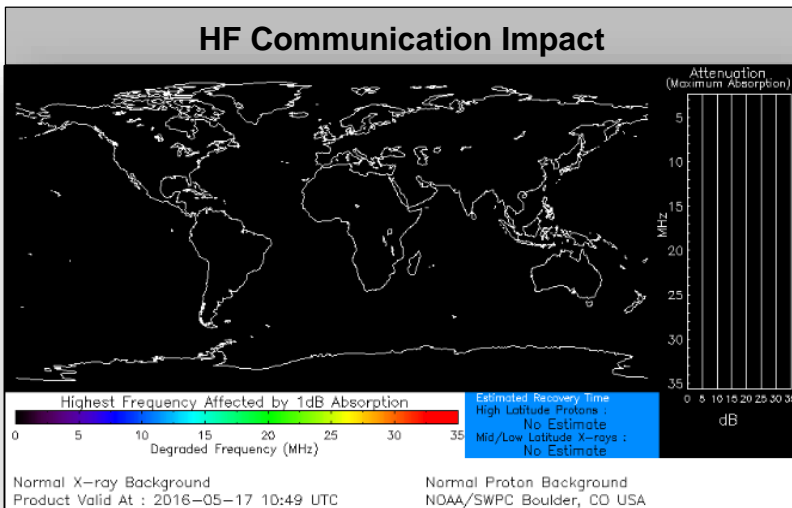 HF Communication Impact
Attenuation
(Maximum Absorption)
5
10
15
20
25
30
35
MHz
0 5 10 15 20 25 30 35
dB
Highest Frequency Affected by 1dB Absorption
0 5 10 15 20 25 30 35
Degraded Frequency (MHz)
Estimated Recovery Time
High Latitude Protons :
No Estimate
Mid/Low Latitude X-rays :
No Estimate
Normal X-ray Background
Product Valid At : 2016-05-17 10:49 UTC
Normal Proton Background
NOAA/SWPC Boulder, CO USA